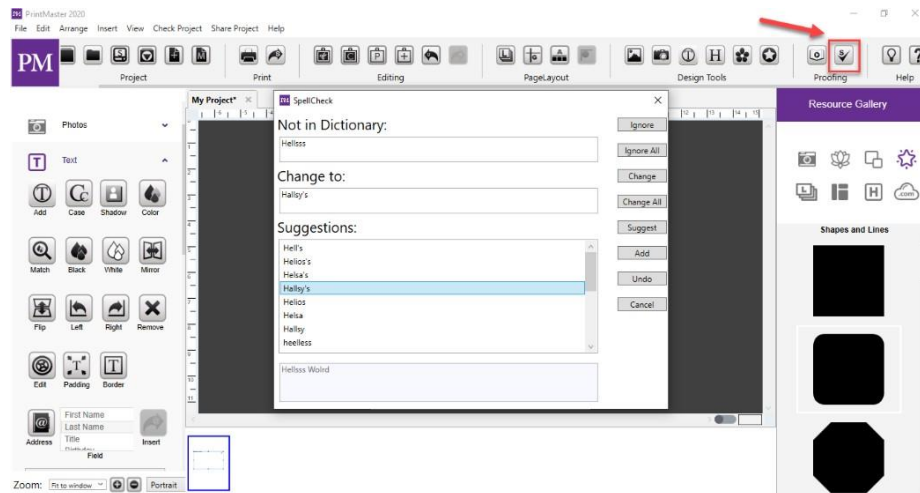 PM PrintMaster 2020
File Edit Arrange Insert View Check Project Share Project Help
PM
Project Print Editing PageLayout Design Tools Proofing Help
My Project*
Photos
Text
Add Case Shadow Color
Match Black White Mirror
Flip Left Right Remove
Edit Padding Border
Address
First Name
Last Name
Title
Birthday
Field
Insert
Zoom: Fit to window Portrait
SpellCheck
Not in Dictionary:
Hellsss
Change to:
Hallsy's
Suggestions:
Hell's
Helios's
Helsa's
Hallsy's
Helios
Helsa
Hallsy
heelless
Hellsss Wolrd
Ignore
Ignore All
Change
Change All
Suggest
Add
Undo
Cancel
Resource Gallery
Shapes and Lines